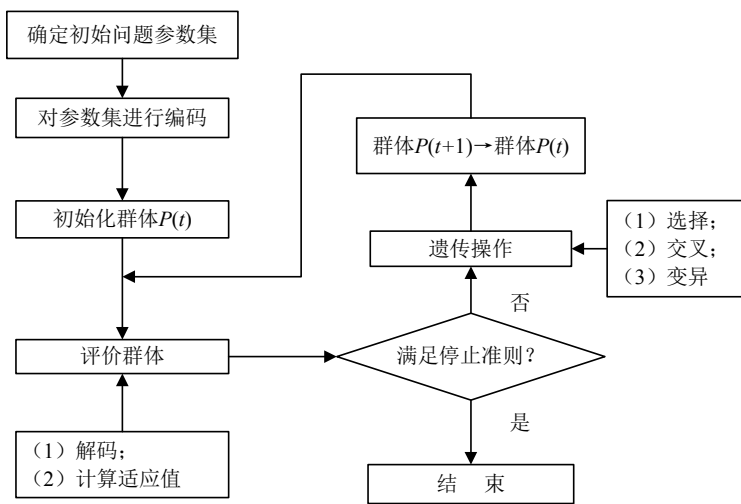 确定初始问题参数集
对参数集进行编码
初始化群体P(t)
评价群体
（1）解码；
（2）计算适应值
满足停止准则？
否
是
遗传操作
（1）选择；
（2）交叉；
（3）变异
群体P(t+1)→群体P(t)
结 束